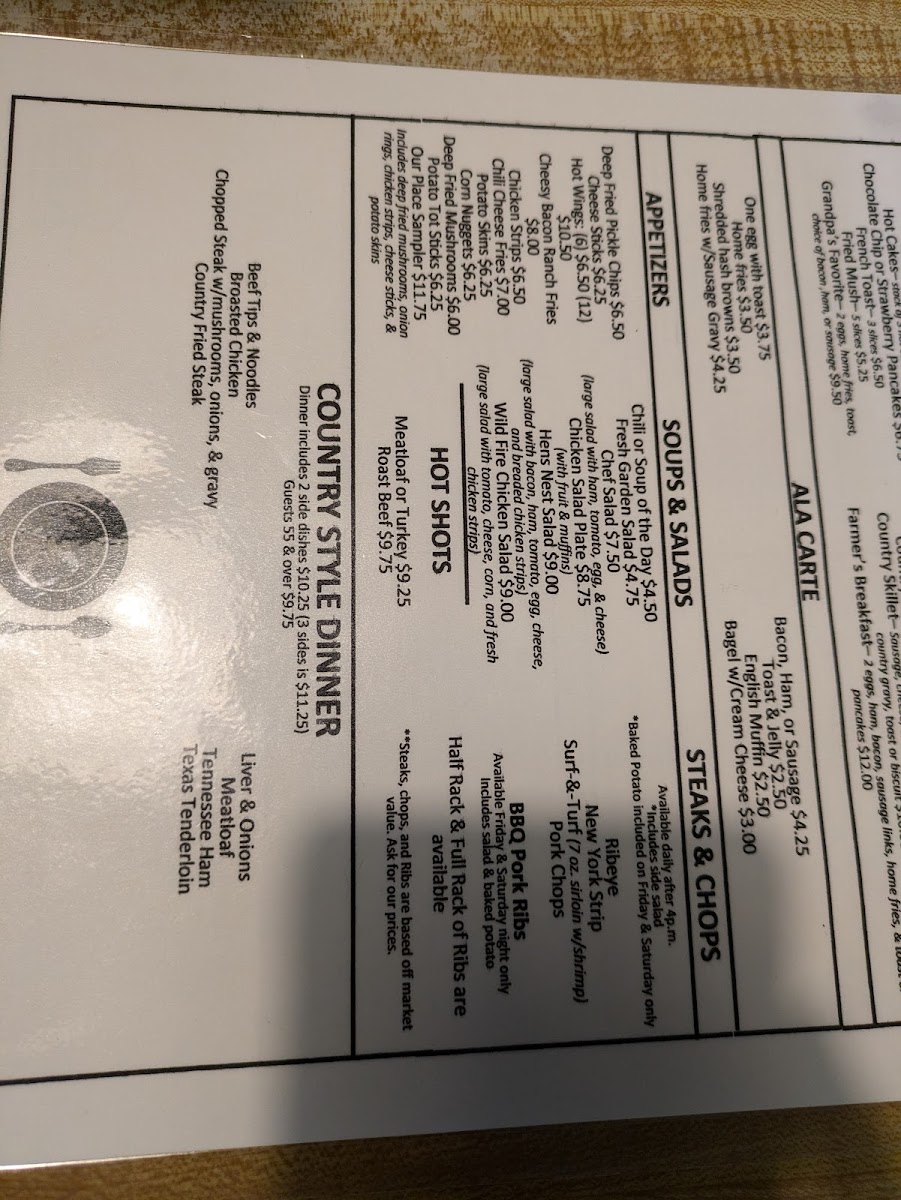 Hot Cakes– stack of
Chocolate Chip or Strawberry Pancakes
French Toast– 3 slices $6.50
Fried Mush– 5 slices $5.25
Grandpa's Favorite– 2 eggs, home fries, toast,
choice of bacon, ham, or sausage $9.50
Country Skillet– Sausage,
country gravy, toast or biscuit
Farmer's Breakfast– 2 eggs, ham, bacon, sausage links, home fries, &
pancakes $12.00
ALA CARTE
One egg with toast $3.75
Home fries $3.50
Shredded hash browns $3.50
Home fries w/Sausage Gravy $4.25
Bacon, Ham, or Sausage $4.25
Toast & Jelly $2.50
English Muffin $2.50
Bagel w/Cream Cheese $3.00
APPETIZERS
Deep Fried Pickle Chips $6.50
Cheese Sticks $6.25
Hot Wings: (6) $6.50 (12)
$10.50
Cheesy Bacon Ranch Fries
$8.00
Chicken Strips $6.50
Chili Cheese Fries $7.00
Potato Skins $6.25
Corn Nuggets $6.25
Deep Fried Mushrooms $6.00
Potato Tot Sticks $6.25
Our Place Sampler $11.75
Includes deep fried mushrooms, onion
rings, chicken strips, cheese sticks, &
potato skins
SOUPS & SALADS
Chili or Soup of the Day $4.50
Fresh Garden Salad $4.75
Chef Salad $7.50
(large salad with ham, tomato, egg, & cheese)
Chicken Salad Plate $8.75
(with fruit & muffins)
Hens Nest Salad $9.00
(large salad with bacon, ham, tomato, egg, cheese,
and breaded chicken strips)
Wild Fire Chicken Salad $9.00
(large salad with tomato, cheese, corn, and fresh
chicken strips)
HOT SHOTS
Meatloaf or Turkey $9.25
Roast Beef $9.75
STEAKS & CHOPS
Available daily after 4p.m.
*Includes side salad
*Baked Potato included on Friday & Saturday only
Ribeye
New York Strip
Surf-&-Turf (7 oz. sirloin w/shrimp)
Pork Chops
BBQ Pork Ribs
Available Friday & Saturday night only
Includes salad & baked potato
Half Rack & Full Rack of Ribs are
available
**Steaks, chops, and Ribs are based off market
value. Ask for our prices.
COUNTRY STYLE DINNER
Dinner includes 2 side dishes $10.25 (3 sides is $11.25)
Guests 55 & over $9.75
Beef Tips & Noodles
Broasted Chicken
Chopped Steak w/mushrooms, onions, & gravy
Country Fried Steak
Liver & Onions
Meatloaf
Tennessee Ham
Texas Tenderloin